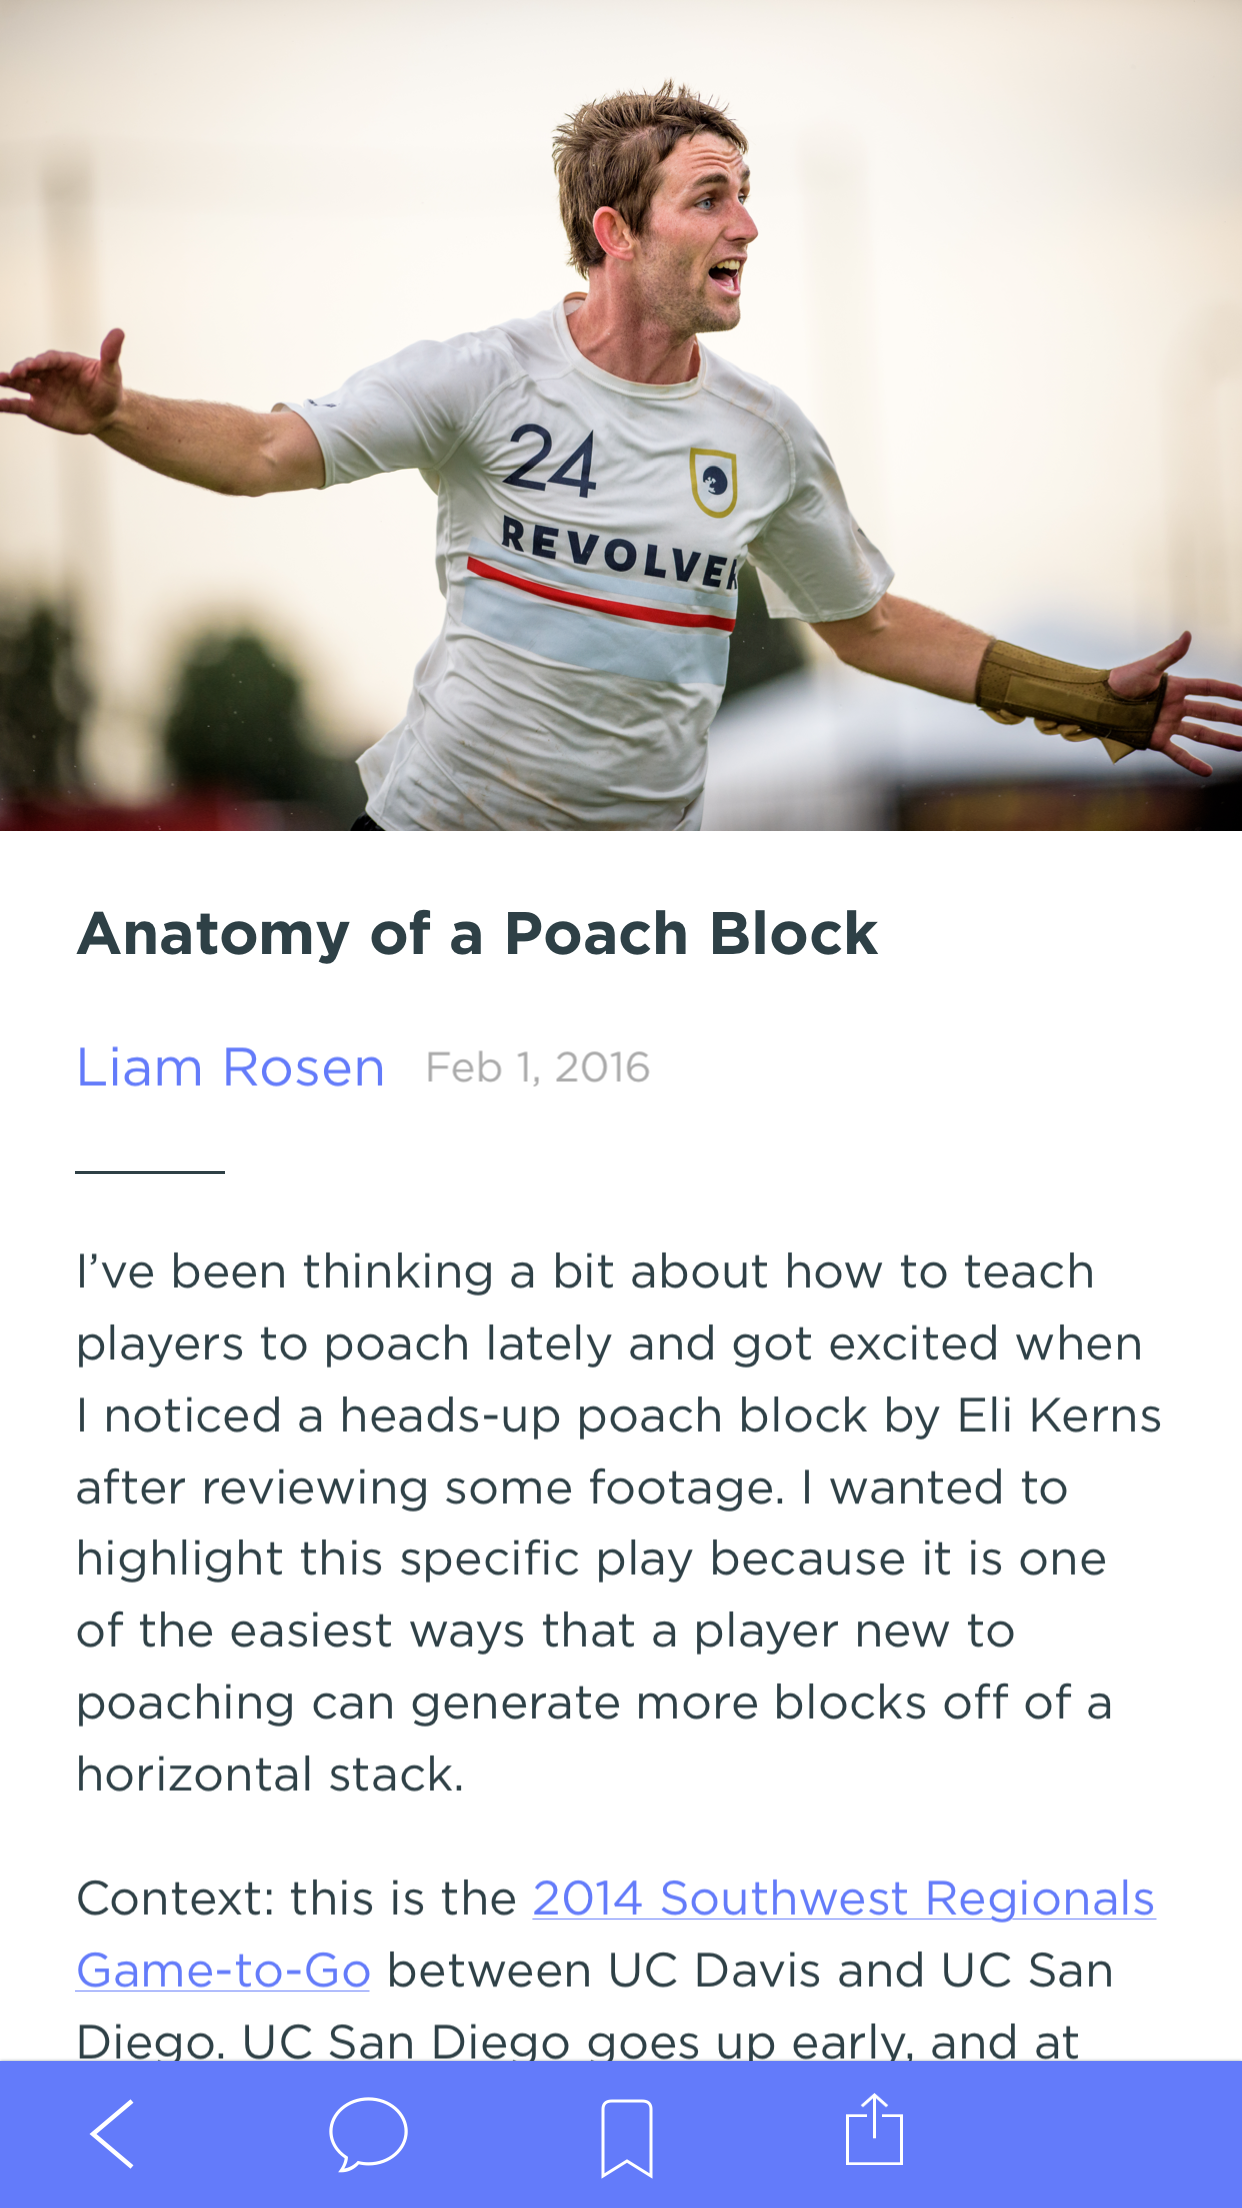 24
REVOLVER
Anatomy of a Poach Block
Liam Rosen Feb 1, 2016
I’ve been thinking a bit about how to teach
players to poach lately and got excited when
I noticed a heads-up poach block by Eli Kerns
after reviewing some footage. I wanted to
highlight this specific play because it is one
of the easiest ways that a player new to
poaching can generate more blocks off of a
horizontal stack.
Context: this is the 2014 Southwest Regionals
Game-to-Go between UC Davis and UC San
Diego. UC San Diego goes up early, and at